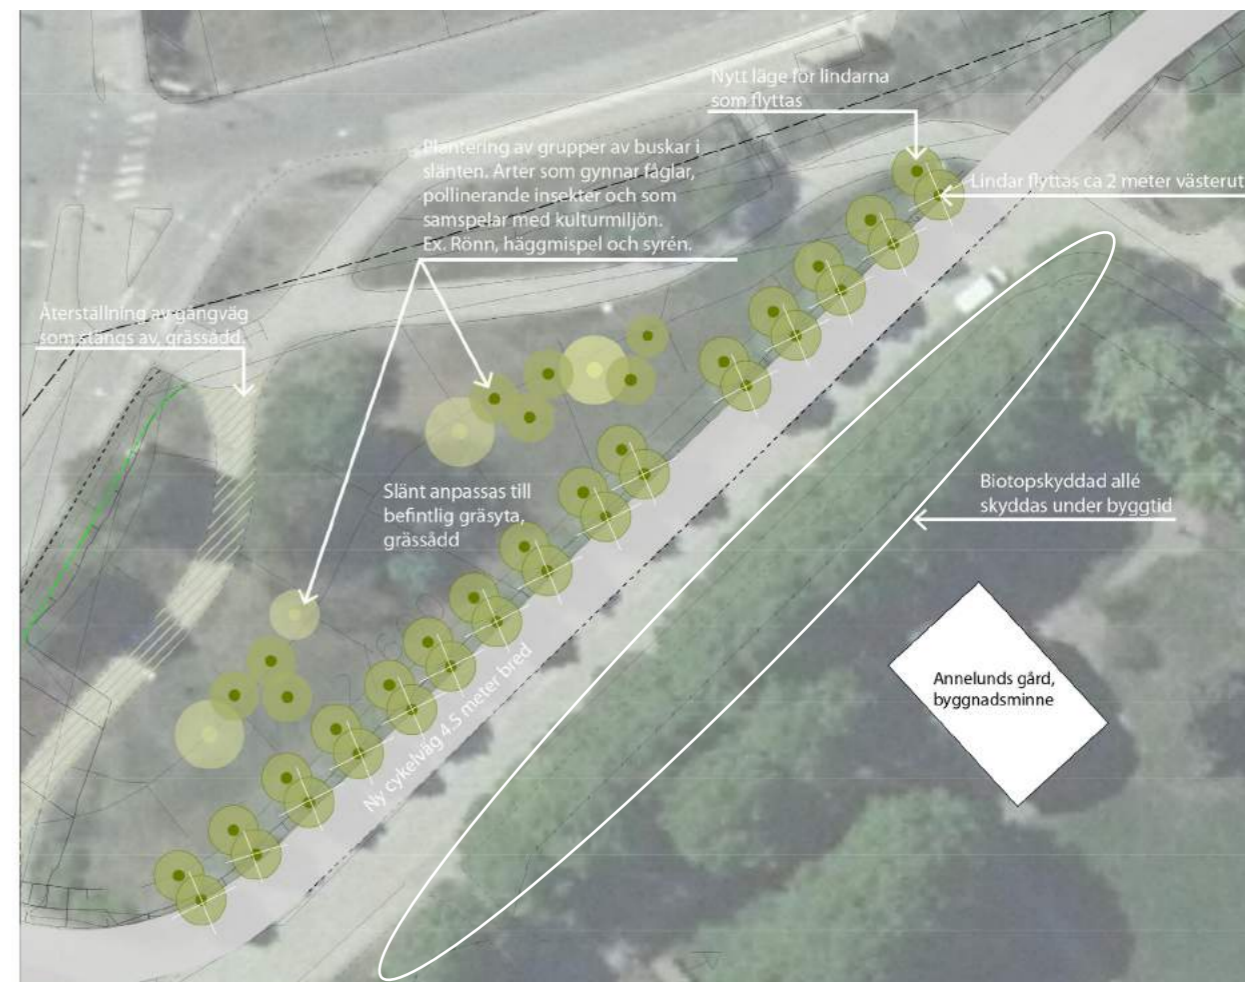 Nytt läge för lindarna
som flyttas
Plantering av grupper av buskar i
slänten. Arter som gynnar fåglar,
pollinerande insekter och som
samspelar med kulturmiljön.
Ex. Rönn, häggmispel och syrén.
Lindar flyttas ca 2 meter västerut
Återställning av gångväg
som stängs av, grässådd.
Slänt anpassas till
befintlig gräsyta,
grässådd
Biotopskyddad allé
skyddas under byggtid
Annelunds gård,
byggnadsminne
Ny cykelväg 4.5 meter bred